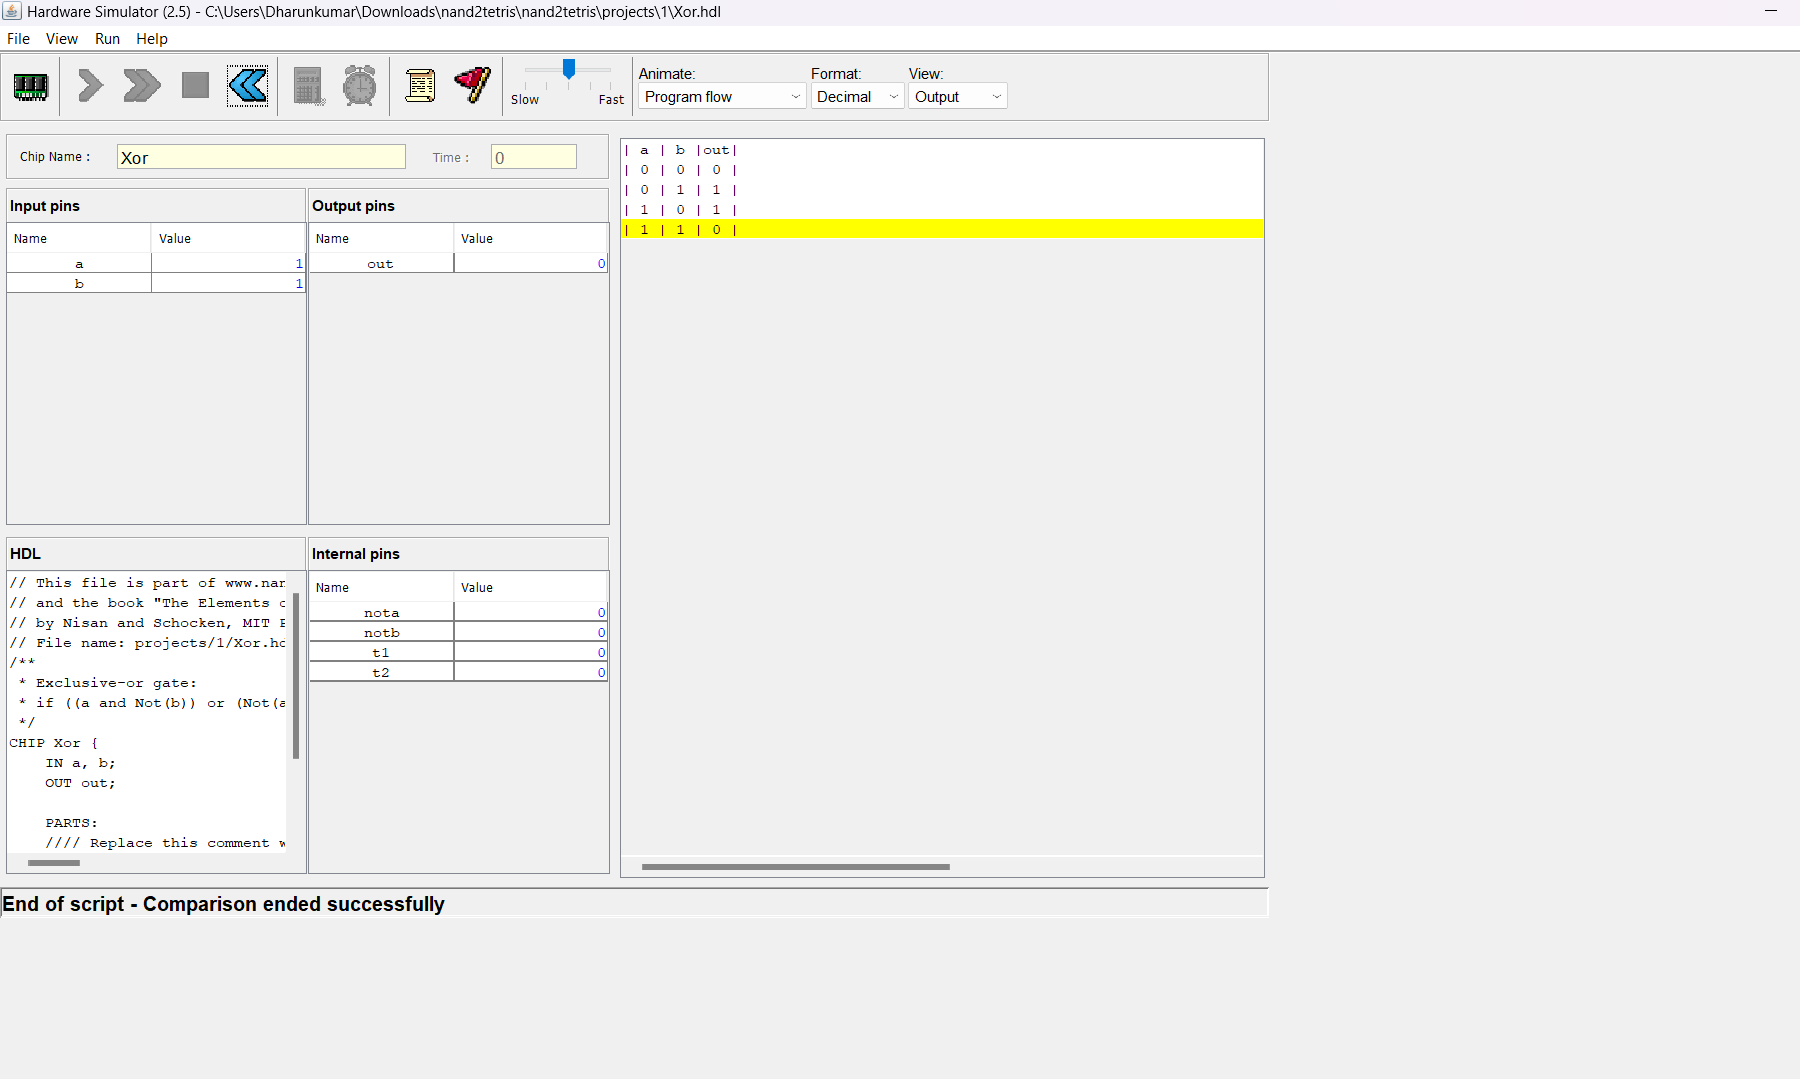 Hardware Simulator (2.5) - C:\Users\Dharunkumar\Downloads\nand2tetris\nand2tetris\projects\1\Xor.hdl
File View Run Help
Slow Fast
Animate: Format: View:
Program flow Decimal Output
Chip Name : Xor Time : 0
Input pins
Name Value
a 1
b 1
Output pins
Name Value
out 0
| a | b |out|
| 0 | 0 | 0 |
| 0 | 1 | 1 |
| 1 | 0 | 1 |
| 1 | 1 | 0 |
HDL
// This file is part of www.nan
// and the book "The Elements o
// by Nisan and Schocken, MIT P
// File name: projects/1/Xor.hd
/**
* Exclusive-or gate:
* if ((a and Not(b)) or (Not(a
*/
CHIP Xor {
IN a, b;
OUT out;
PARTS:
//// Replace this comment w
Internal pins
Name Value
nota 0
notb 0
t1 0
t2 0
End of script - Comparison ended successfully